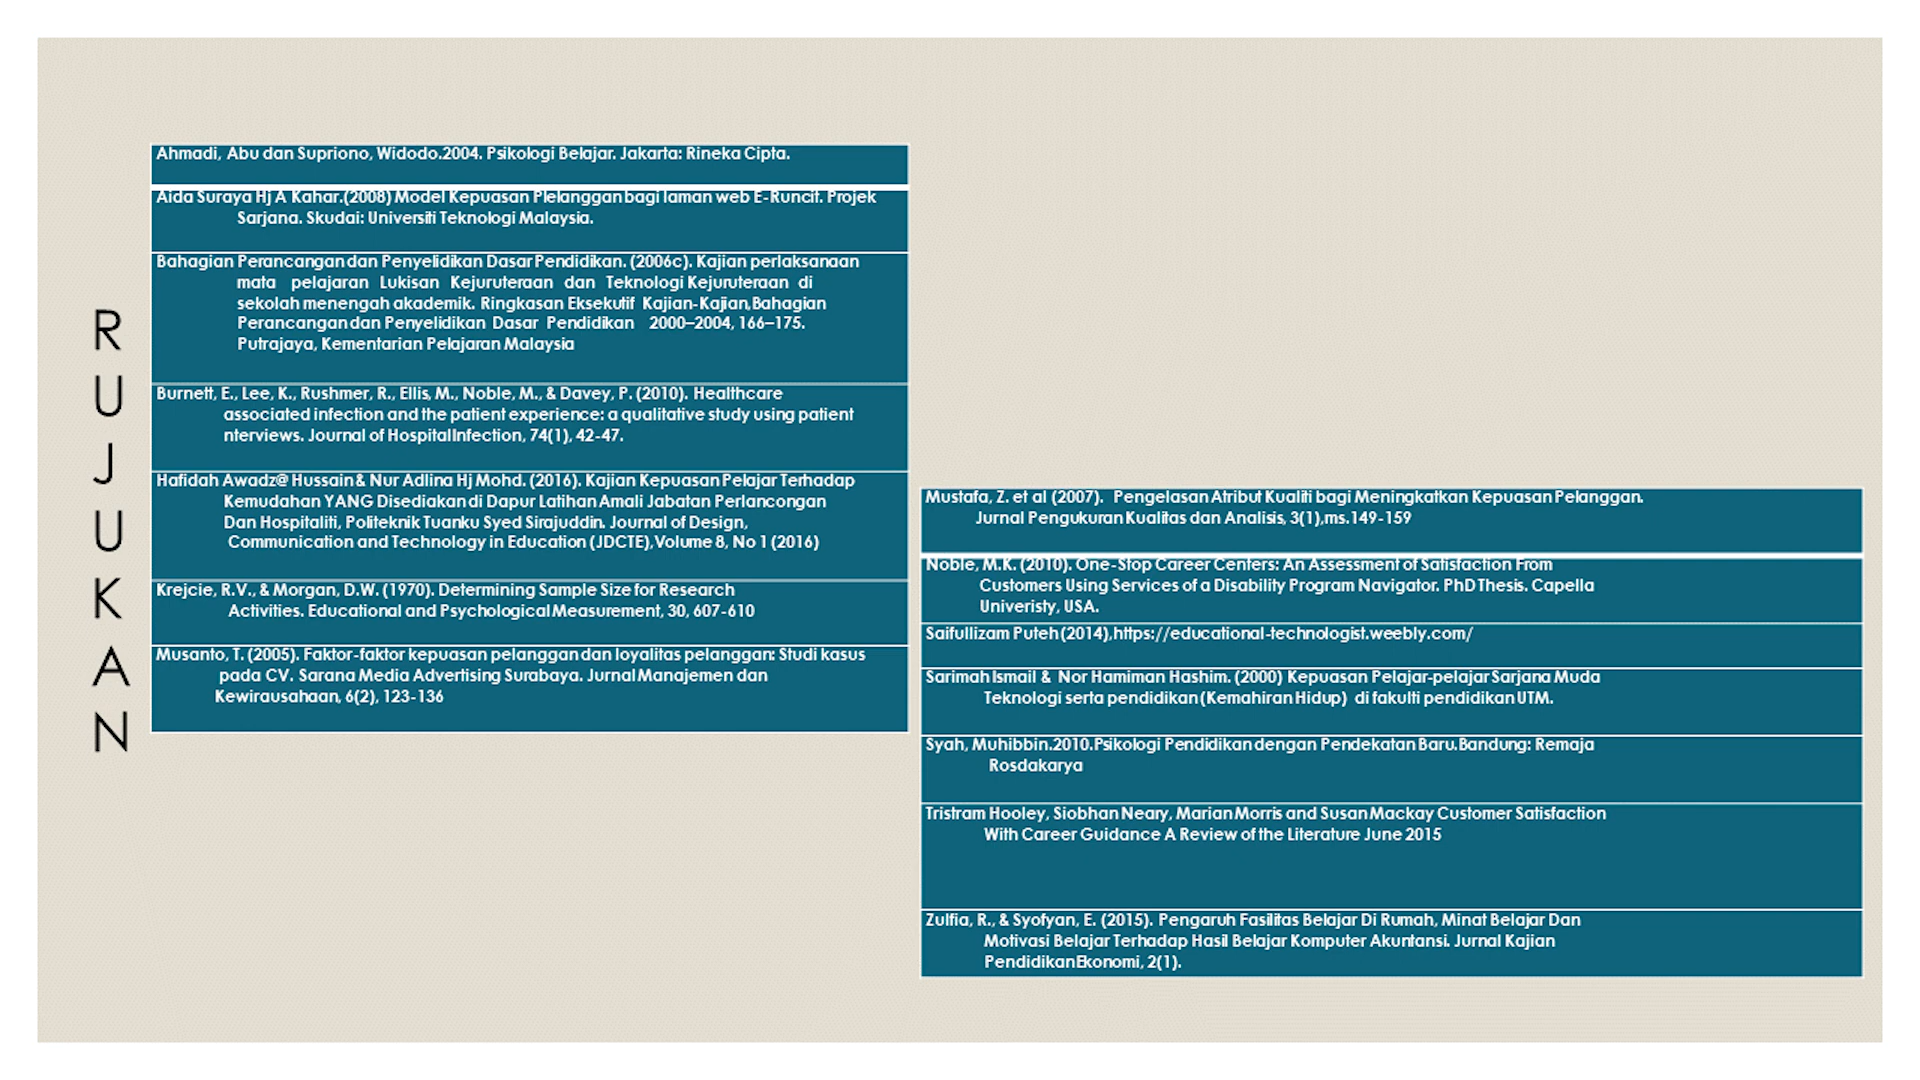 RUJUKAN
Ahmadi, Abu dan Supriono, Widodo.2004. Psikologi Belajar. Jakarta: Rineka Cipta.
Aida Suraya Hj A Kahar.(2008) Model Kepuasan Plelanggan bagi laman web E-Runcit. Projek
Sarjana. Skudai: Universiti Teknologi Malaysia.
Bahagian Perancangan dan Penyelidikan Dasar Pendidikan. (2006c). Kajian perlaksanaan
mata pelajaran Lukisan Kejuruteraan dan Teknologi Kejuruteraan di
sekolah menengah akademik. Ringkasan Eksekutif Kajian-Kajian,Bahagian
Perancangan dan Penyelidikan Dasar Pendidikan 2000–2004, 166–175.
Putrajaya, Kementarian Pelajaran Malaysia
Burnett, E., Lee, K., Rushmer, R., Ellis, M., Noble, M., & Davey, P. (2010). Healthcare
associated infection and the patient experience: a qualitative study using patient
nterviews. Journal of Hospital Infection, 74(1), 42-47.
Hafidah Awadz@ Hussain & Nur Adlina Hj Mohd. (2016). Kajian Kepuasan Pelajar Terhadap
Kemudahan YANG Disediakan di Dapur Latihan Amali Jabatan Perlancongan
Dan Hospitaliti, Politeknik Tuanku Syed Sirajuddin. Journal of Design,
Communication and Technology in Education (JDCTE),Volume 8, No 1 (2016)
Krejcie, R.V., & Morgan, D.W. (1970). Determining Sample Size for Research
Activities. Educational and Psychological Measurement, 30, 607-610
Musanto, T. (2005). Faktor-faktor kepuasan pelanggan dan loyalitas pelanggan: Studi kasus
pada CV. Sarana Media Advertising Surabaya. Jurnal Manajemen dan
Kewirausahaan, 6(2), 123-136
Mustafa, Z. et al (2007). Pengelasan Atribut Kualiti bagi Meningkatkan Kepuasan Pelanggan.
Jurnal Pengukuran Kualitas dan Analisis, 3(1),ms.149-159
Noble, M.K. (2010). One-Stop Career Centers: An Assessment of Satisfaction From
Customers Using Services of a Disability Program Navigator. PhD Thesis. Capella
Univeristy, USA.
Saifullizam Puteh (2014),https://educational-technologist.weebly.com/
Sarimah Ismail & Nor Hamiman Hashim. (2000) Kepuasan Pelajar-pelajar Sarjana Muda
Teknologi serta pendidikan (Kemahiran Hidup) di fakulti pendidikan UTM.
Syah, Muhibbin.2010.Psikologi Pendidikan dengan Pendekatan Baru.Bandung: Remaja
Rosdakarya
Tristram Hooley, Siobhan Neary, Marian Morris and Susan Mackay Customer Satisfaction
With Career Guidance A Review of the Literature June 2015
Zulfia, R., & Syofyan, E. (2015). Pengaruh Fasilitas Belajar Di Rumah, Minat Belajar Dan
Motivasi Belajar Terhadap Hasil Belajar Komputer Akuntansi. Jurnal Kajian
Pendidikan Ekonomi, 2(1).